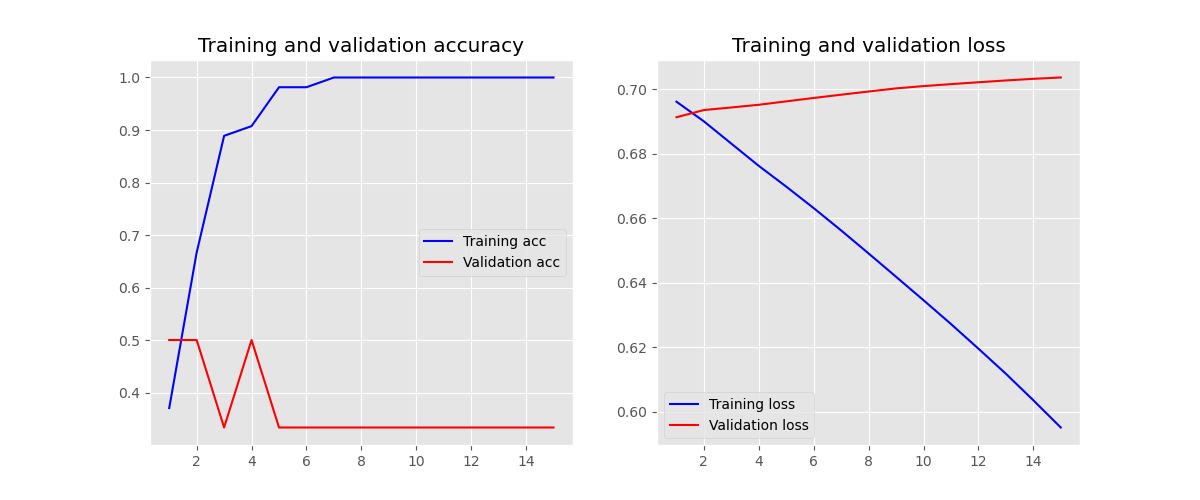 Training and validation accuracy
1.0
0.9
0.8
0.7
0.6
0.5
0.4
Training acc
Validation acc
2 4 6 8 10 12 14
Training and validation loss
0.70
0.68
0.66
0.64
0.62
0.60
Training loss
Validation loss
2 4 6 8 10 12 14